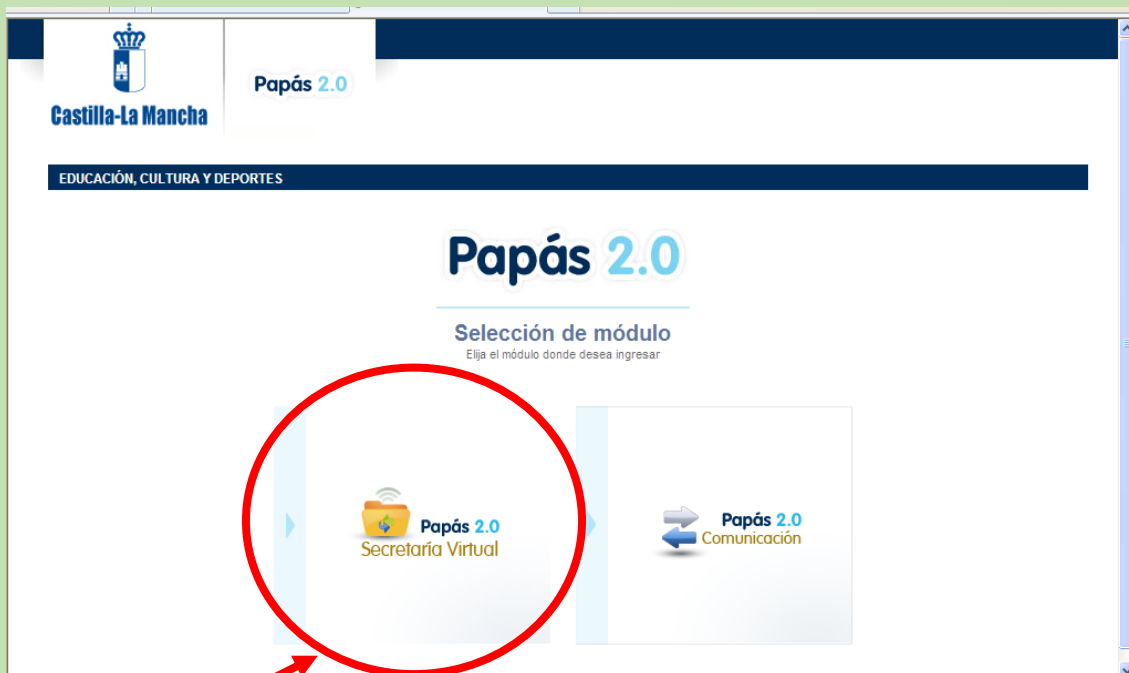 Castilla-La Mancha
Papás 2.0
EDUCACIÓN, CULTURA Y DEPORTES
Papás 2.0
Selección de módulo
Elija el módulo donde desea ingresar
Papás 2.0
Secretaría Virtual
Papás 2.0
Comunicación